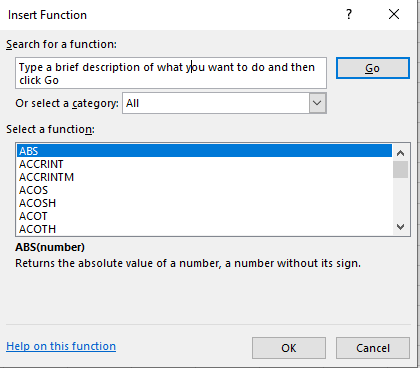 Insert Function
?
Search for a function:
Type a brief description of what you want to do and then
click Go
Go
Or select a category: All
Select a function:
ABS
ACCRINT
ACCRINTM
ACOS
ACOSH
ACOT
ACOTH
ABS(number)
Returns the absolute value of a number, a number without its sign.
Help on this function
OK
Cancel